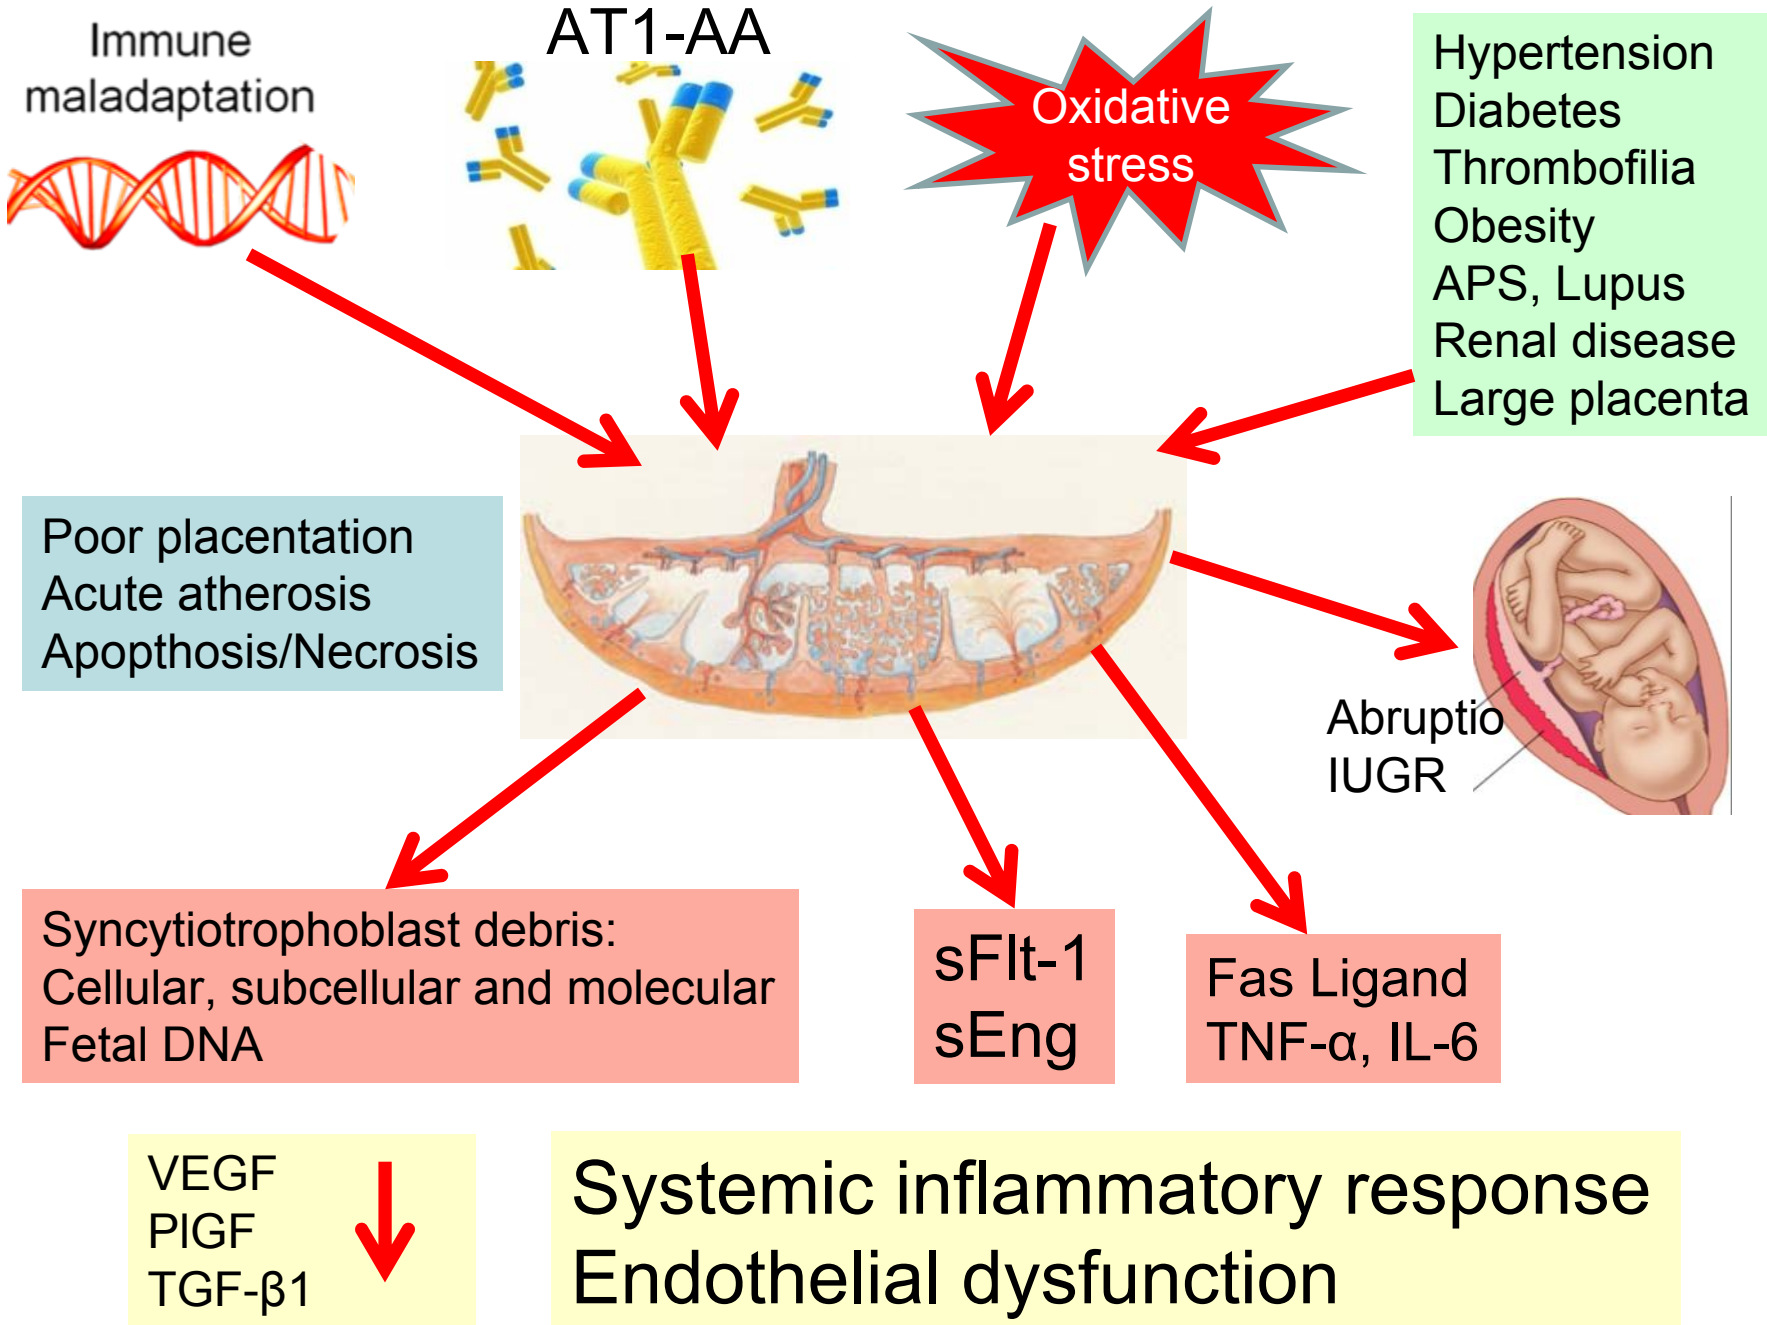 Immune
maladaptation
AT1-AA
Oxidative
stress
Hypertension
Diabetes
Thrombofilia
Obesity
APS, Lupus
Renal disease
Large placenta
Poor placentation
Acute atherosis
Apopthosis/Necrosis
Abruptio
IUGR
Syncytiotrophoblast debris:
Cellular, subcellular and molecular
Fetal DNA
sFlt-1
sEng
Fas Ligand
TNF-α, IL-6
VEGF
PlGF
TGF-β1
Systemic inflammatory response
Endothelial dysfunction